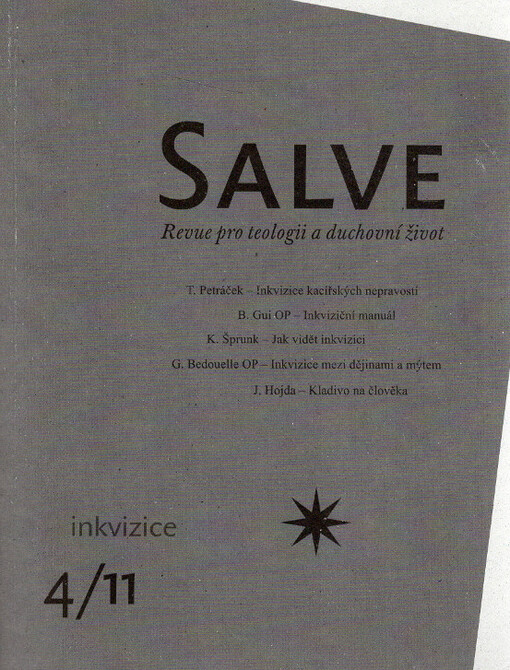 SALVE
Revue pro teologii a duchovní život
T. Petráček – Inkvizice kacířských nepravostí
B. Gui OP – Inkviziční manuál
K. Šprunk – Jak vidět inkvizici
G. Bedouelle OP – Inkvizice mezi dějinami a mýtem
J. Hojda – Kladivo na člověka
inkvizice
4/11